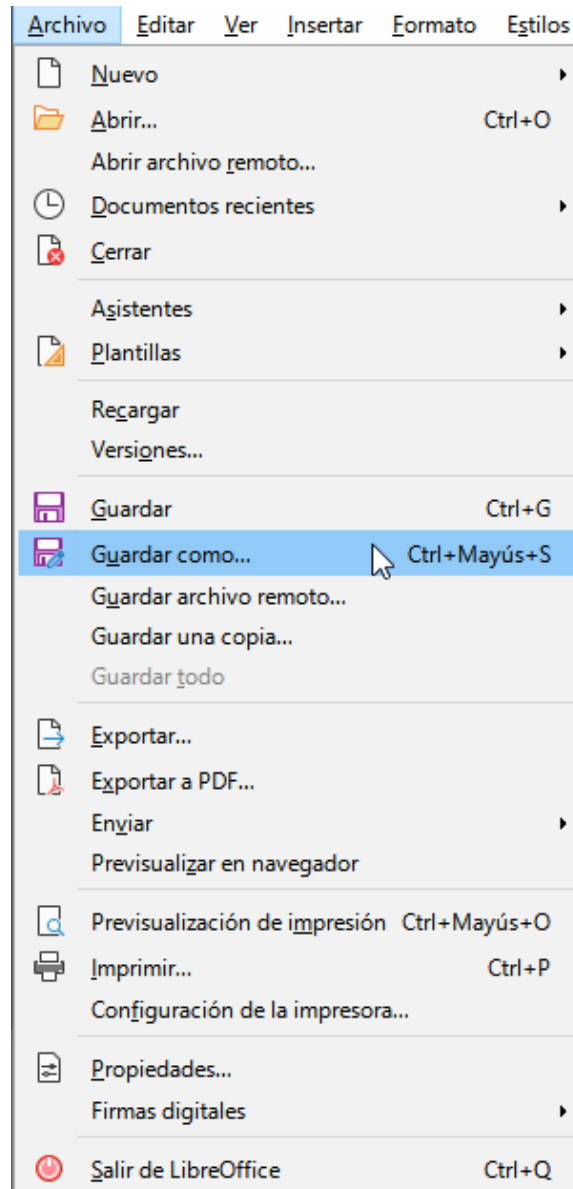 Archivo Editar Ver Insertar Formato Estilos
Nuevo
Abrir... Ctrl+O
Abrir archivo remoto...
Documentos recientes
Cerrar
Asistentes
Plantillas
Recargar
Versiones...
Guardar Ctrl+G
Guardar como... Ctrl+Mayús+S
Guardar archivo remoto...
Guardar una copia...
Guardar todo
Exportar...
Exportar a PDF...
Enviar
Previsualizar en navegador
Previsualización de impresión Ctrl+Mayús+O
Imprimir... Ctrl+P
Configuración de la impresora...
Propiedades...
Firmas digitales
Salir de LibreOffice Ctrl+Q